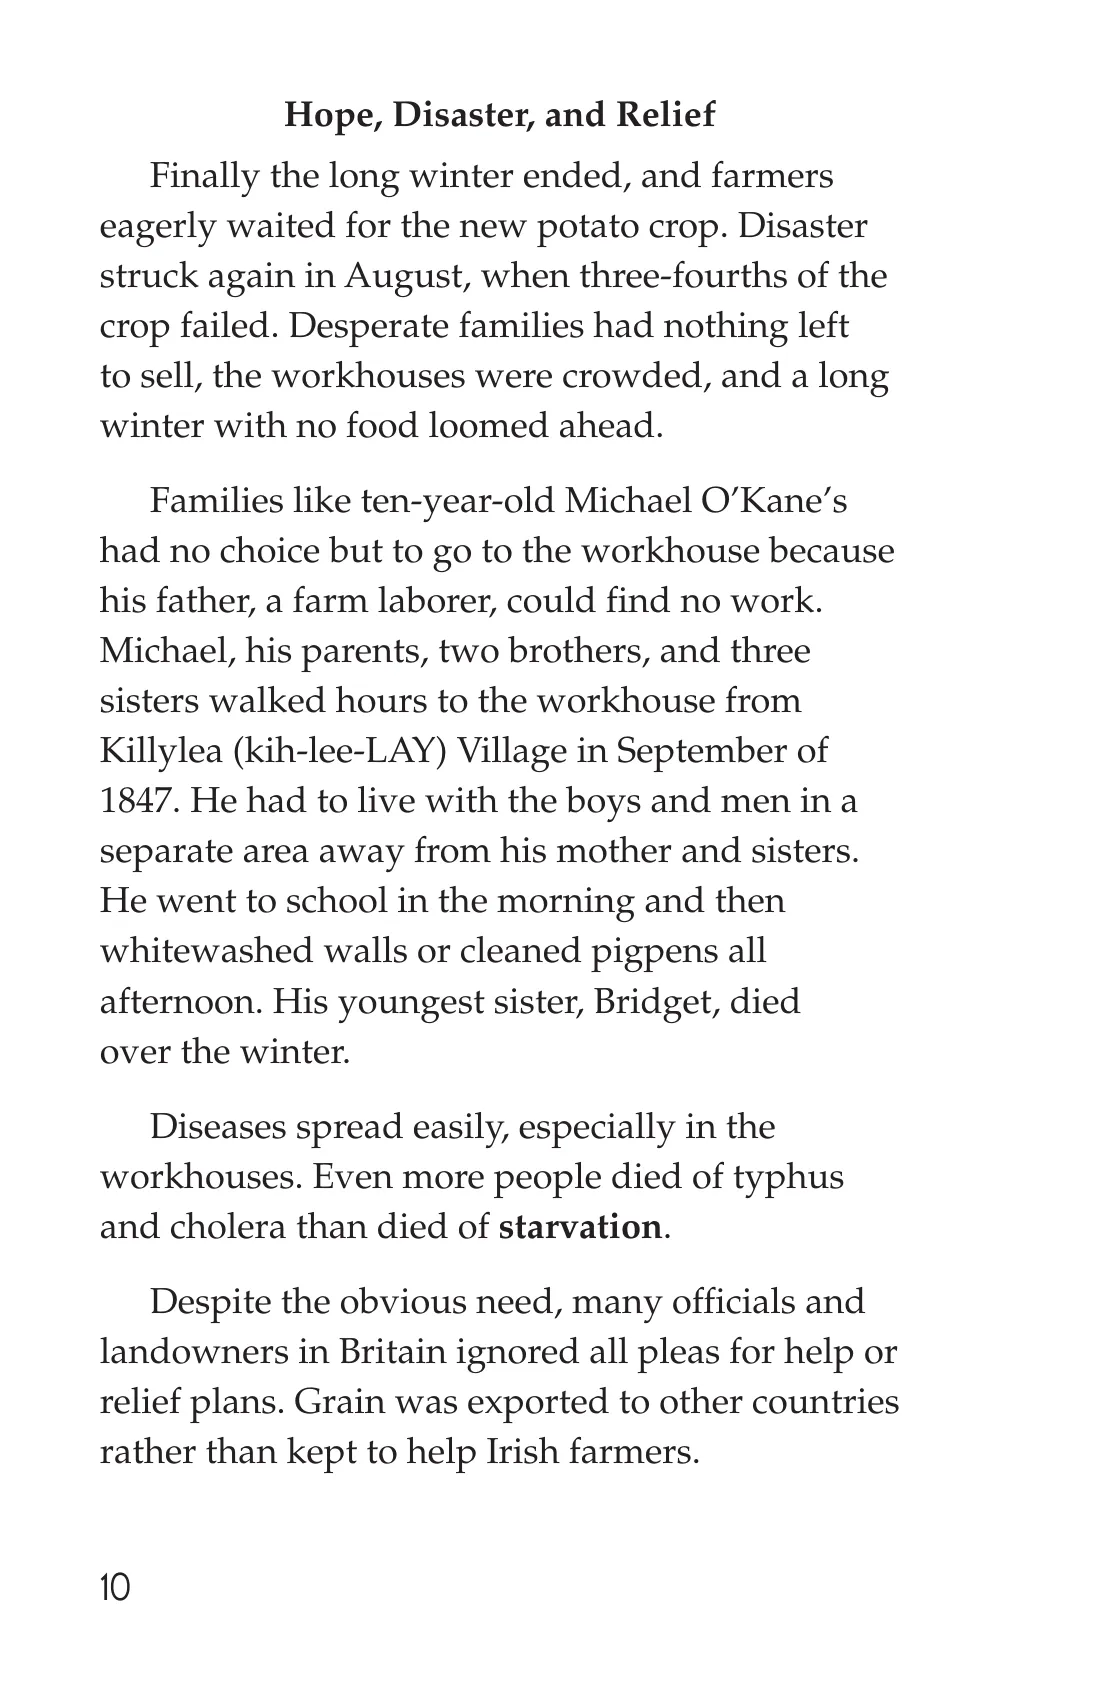 Hope, Disaster, and Relief
Finally the long winter ended, and farmers
eagerly waited for the new potato crop. Disaster
struck again in August, when three-fourths of the
crop failed. Desperate families had nothing left
to sell, the workhouses were crowded, and a long
winter with no food loomed ahead.
Families like ten-year-old Michael O’Kane’s
had no choice but to go to the workhouse because
his father, a farm laborer, could find no work.
Michael, his parents, two brothers, and three
sisters walked hours to the workhouse from
Killylea (kih-lee-LAY) Village in September of
1847. He had to live with the boys and men in a
separate area away from his mother and sisters.
He went to school in the morning and then
whitewashed walls or cleaned pigpens all
afternoon. His youngest sister, Bridget, died
over the winter.
Diseases spread easily, especially in the
workhouses. Even more people died of typhus
and cholera than died of starvation.
Despite the obvious need, many officials and
landowners in Britain ignored all pleas for help or
relief plans. Grain was exported to other countries
rather than kept to help Irish farmers.
10